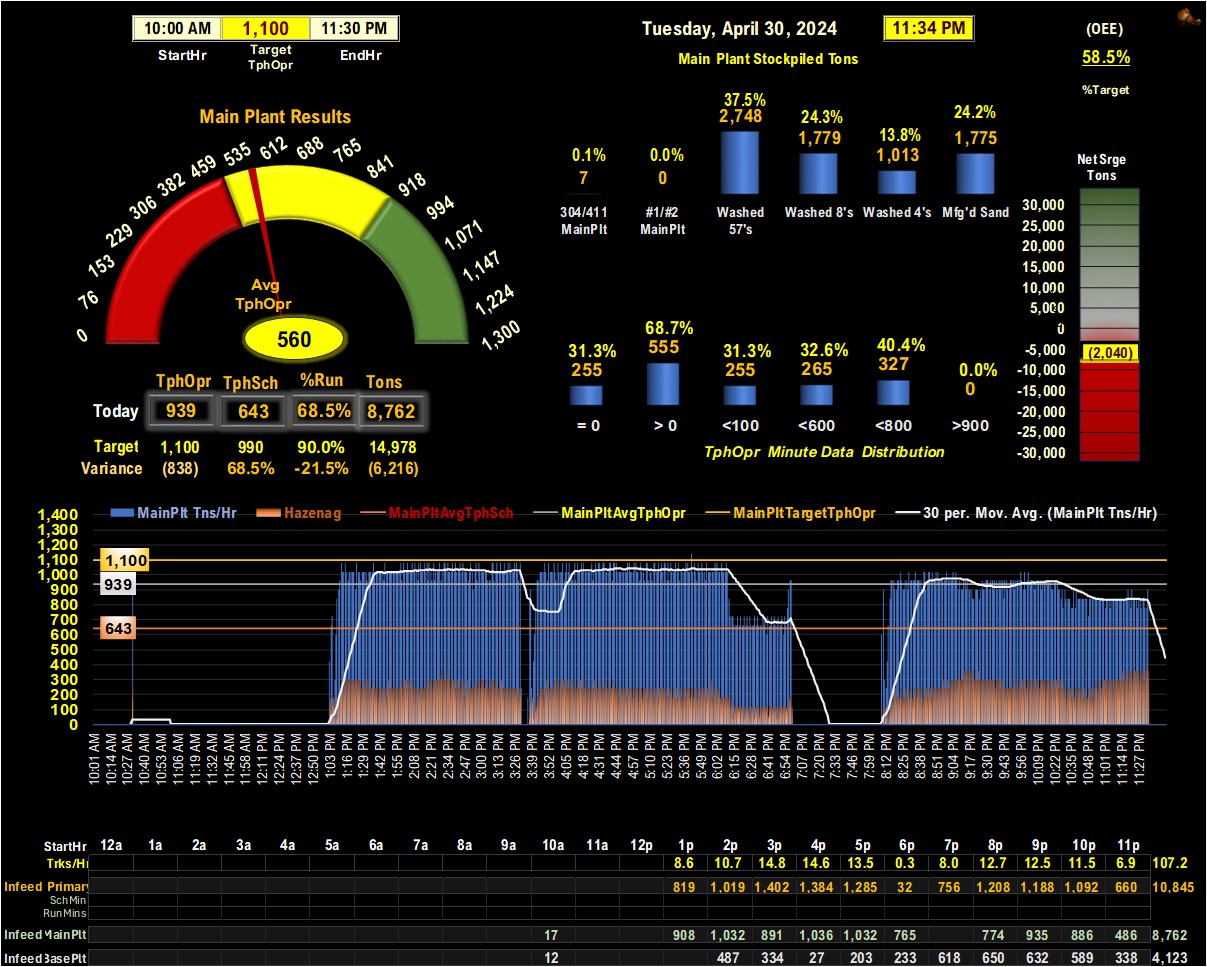 10:00 AM 1,100 11:30 PM
StartHr Target TphOpr EndHr
Tuesday, April 30, 2024 11:34 PM
Main Plant Stockpiled Tons
(OEE)
58.5%
%Target
Main Plant Results
0 76 153 229 306 382 459 535 612 688 765 841 918 994 1,071 1,147 1,224 1,300
Avg
TphOpr
560
37.5%
0.1% 0.0% 2,748 24.3% 13.8% 24.2%
7 0 1,779 1,013 1,775
304/411 #1/#2 Washed Washed 8's Washed 4's Mfg'd Sand
MainPlt MainPlt 57's
Net Srge
Tons
30,000
25,000
20,000
15,000
10,000
5,000
0
-5,000
(2,040)
-10,000
-15,000
-20,000
-25,000
-30,000
31.3% 68.7% 31.3% 32.6% 40.4% 0.0%
255 555 255 265 327 0
= 0 > 0 <100 <600 <800 >900
TphOpr Minute Data Distribution
TphOpr TphSch %Run Tons
Today 939 643 68.5% 8,762
Target 1,100 990 90.0% 14,978
Variance (838) 68.5% -21.5% (6,216)
MainPlt Tns/Hr Hazenag MainPltAvgTphSch MainPltAvgTphOpr MainPltTargetTphOpr 30 per. Mov. Avg. (MainPlt Tns/Hr)
1,400
1,300
1,200
1,100
1,000
900
800
700
600
500
400
300
200
100
0
1,100
939
643
10:01 AM 10:14 AM 10:27 AM 10:40 AM 10:53 AM 11:06 AM 11:19 AM 11:32 AM 11:45 AM 11:58 AM 12:11 PM 12:24 PM 12:37 PM 12:50 PM 1:03 PM 1:16 PM 1:29 PM 1:42 PM 1:55 PM 2:08 PM 2:21 PM 2:34 PM 2:47 PM 3:00 PM 3:13 PM 3:26 PM 3:39 PM 3:52 PM 4:05 PM 4:18 PM 4:31 PM 4:44 PM 4:57 PM 5:10 PM 5:23 PM 5:36 PM 5:49 PM 6:02 PM 6:15 PM 6:28 PM 6:41 PM 6:54 PM 7:07 PM 7:20 PM 7:33 PM 7:46 PM 7:59 PM 8:12 PM 8:25 PM 8:38 PM 8:51 PM 9:04 PM 9:17 PM 9:30 PM 9:43 PM 9:56 PM 10:09 PM 10:22 PM 10:35 PM 10:48 PM 11:01 PM 11:14 PM 11:27 PM
StartHr 12a 1a 2a 3a 4a 5a 6a 7a 8a 9a 10a 11a 12p 1p 2p 3p 4p 5p 6p 7p 8p 9p 10p 11p
Trks/Hr 8.6 10.7 14.8 14.6 13.5 0.3 8.0 12.7 12.5 11.5 6.9 107.2
Infeed Primary 819 1,019 1,402 1,384 1,285 32 756 1,208 1,188 1,092 660 10,845
SchMin
RunMins
Infeed MainPlt 17 908 1,032 891 1,036 1,032 765 774 935 886 486 8,762
Infeed BasePlt 12 487 334 27 203 233 618 650 632 589 338 4,123